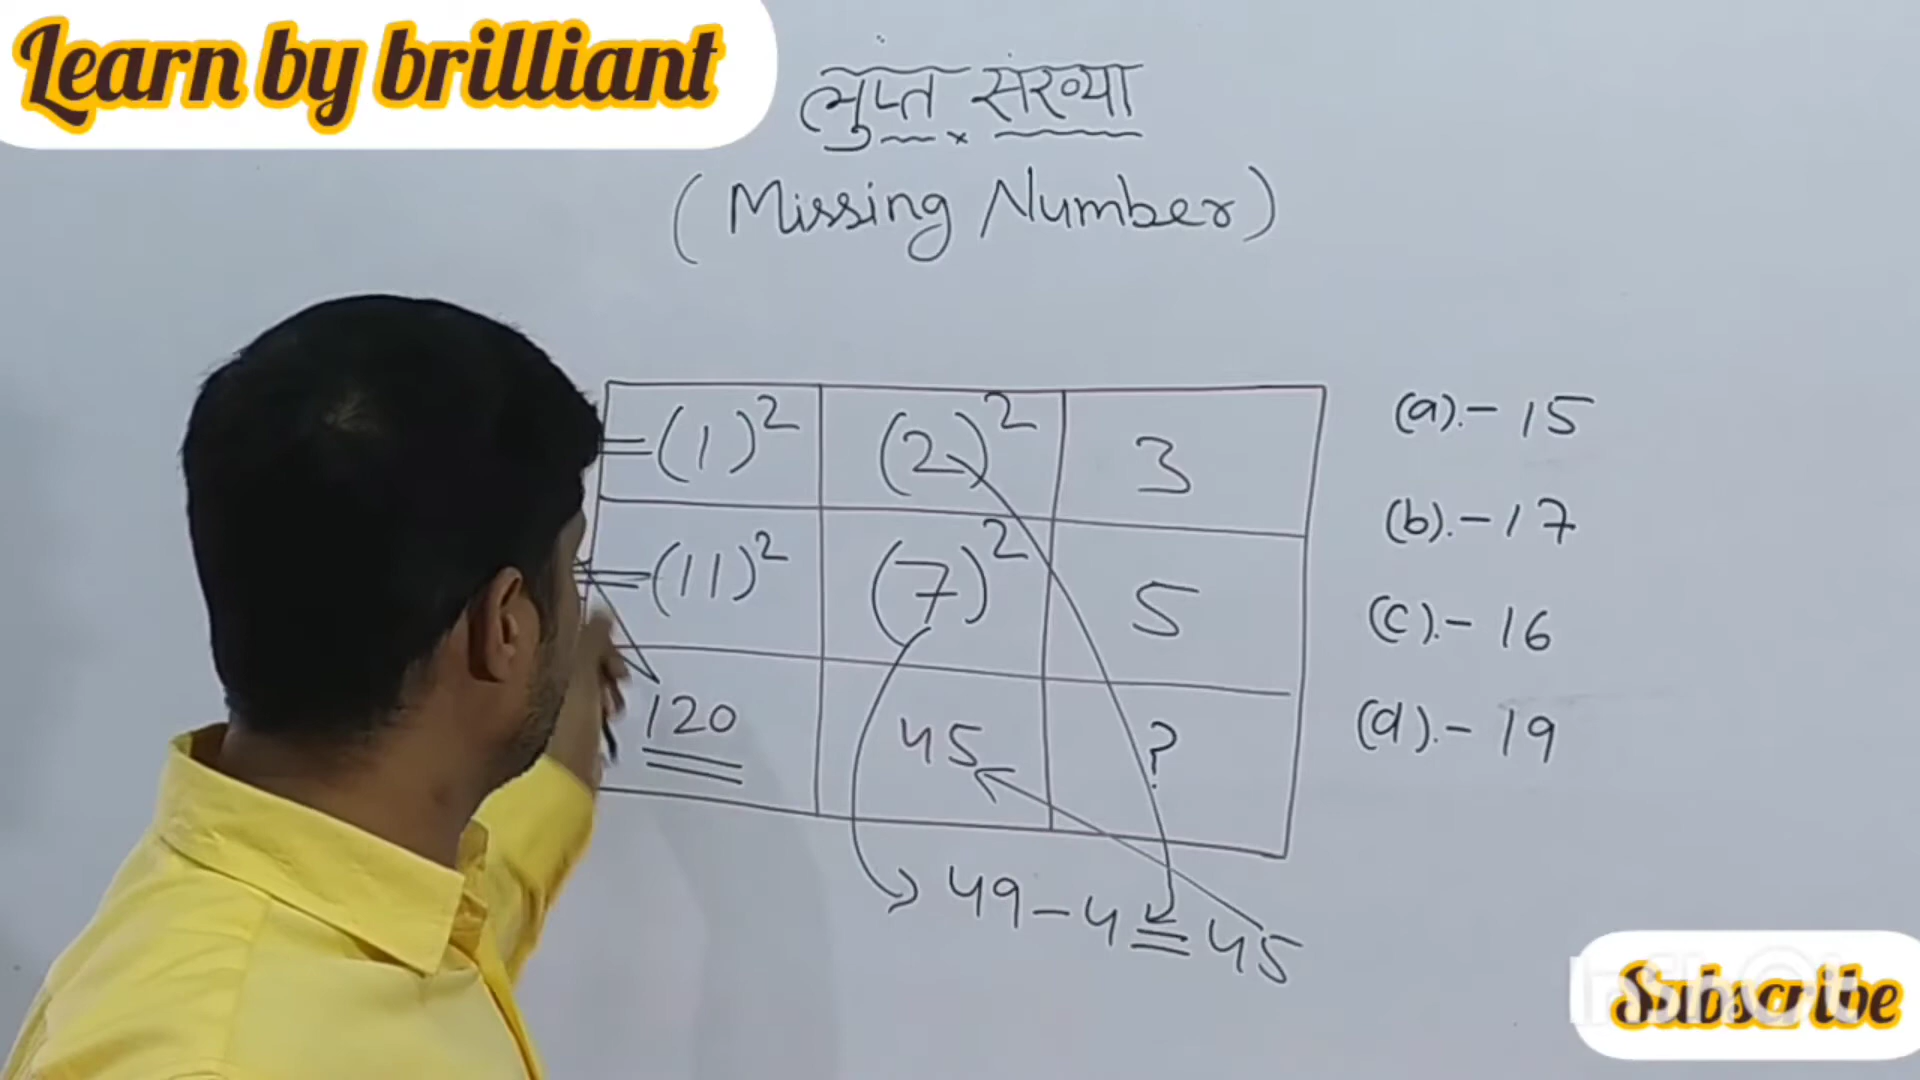 Learn by brilliant
लुप्त संख्या
(Missing Number)
=(1)² (2)² 3
(a).- 15
(b).- 17
=(11)² (7)² 5
(c).- 16
120 45 ?
(d).- 19
49-4=45
Subscribe